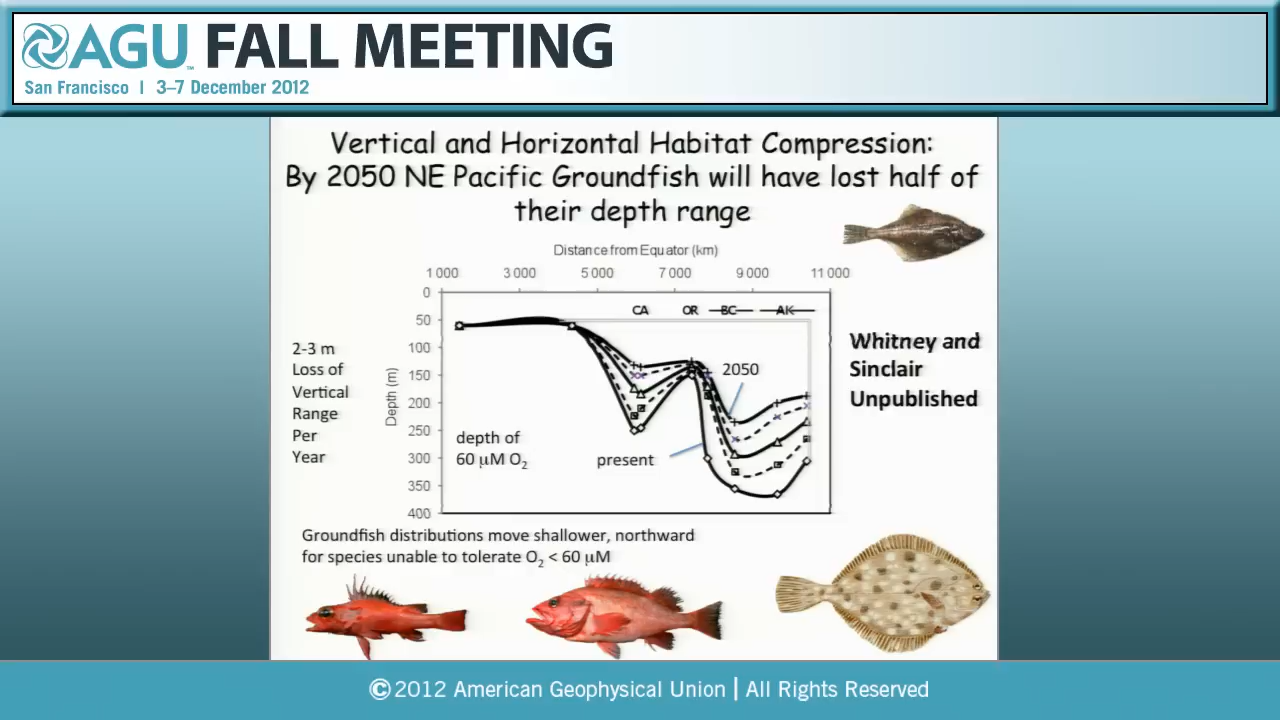 AGU FALL MEETING
San Francisco | 3–7 December 2012
Vertical and Horizontal Habitat Compression:
By 2050 NE Pacific Groundfish will have lost half of
their depth range
Distance from Equator (km)
1 000 3 000 5 000 7 000 9 000 11 000
0
50
100
150
200
250
300
350
400
Depth (m)
CA OR BC AK
2050
present
depth of
60 µM O₂
2-3 m
Loss of
Vertical
Range
Per
Year
Whitney and
Sinclair
Unpublished
Groundfish distributions move shallower, northward
for species unable to tolerate O₂ < 60 µM
©2012 American Geophysical Union | All Rights Reserved